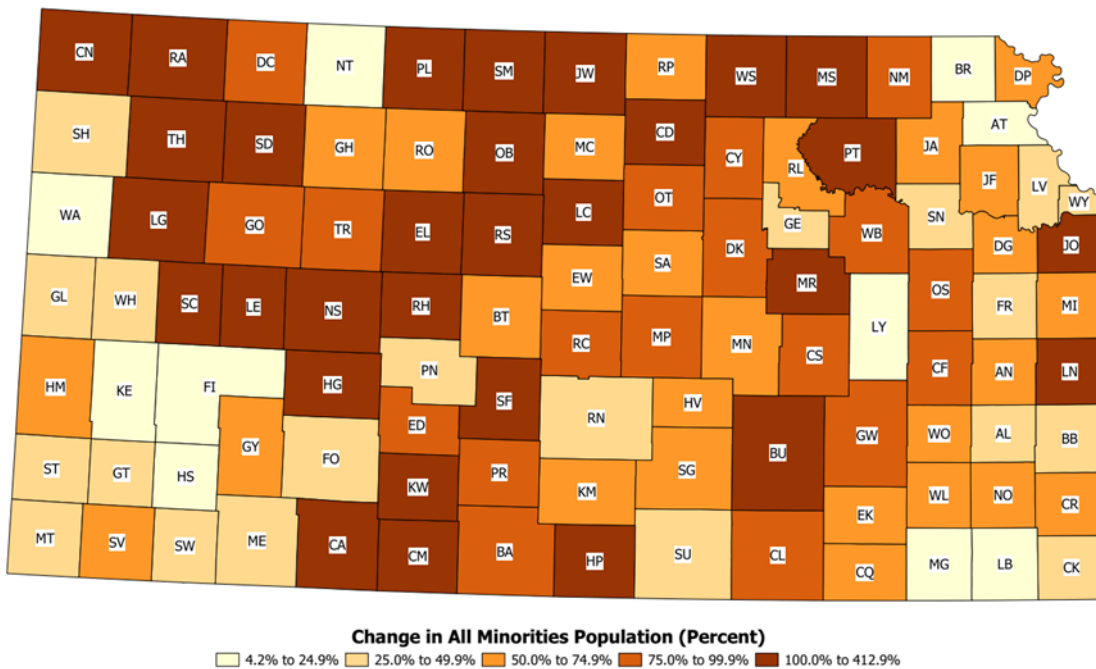 CN RA DC NT PL SM JW RP WS MS NM BR DP
SH TH SD GH RO OB MC CD CY RL PT JA AT
WA LG GO TR EL RS LC OT GE WB SN JF LV WY
GL WH SC LE NS RH BT EW SA DK MR LY OS DG JO
FR MI
HM KE FI HG PN SF RC MP MN CS CF AN LN
ST GT HS GY FO ED PR RN HV SG BU GW WO AL BB
MT SV SW ME CA KW CM BA KM HP SU CL EK CQ WL NO CR
MG LB CK
Change in All Minorities Population (Percent)
4.2% to 24.9% 25.0% to 49.9% 50.0% to 74.9% 75.0% to 99.9% 100.0% to 412.9%